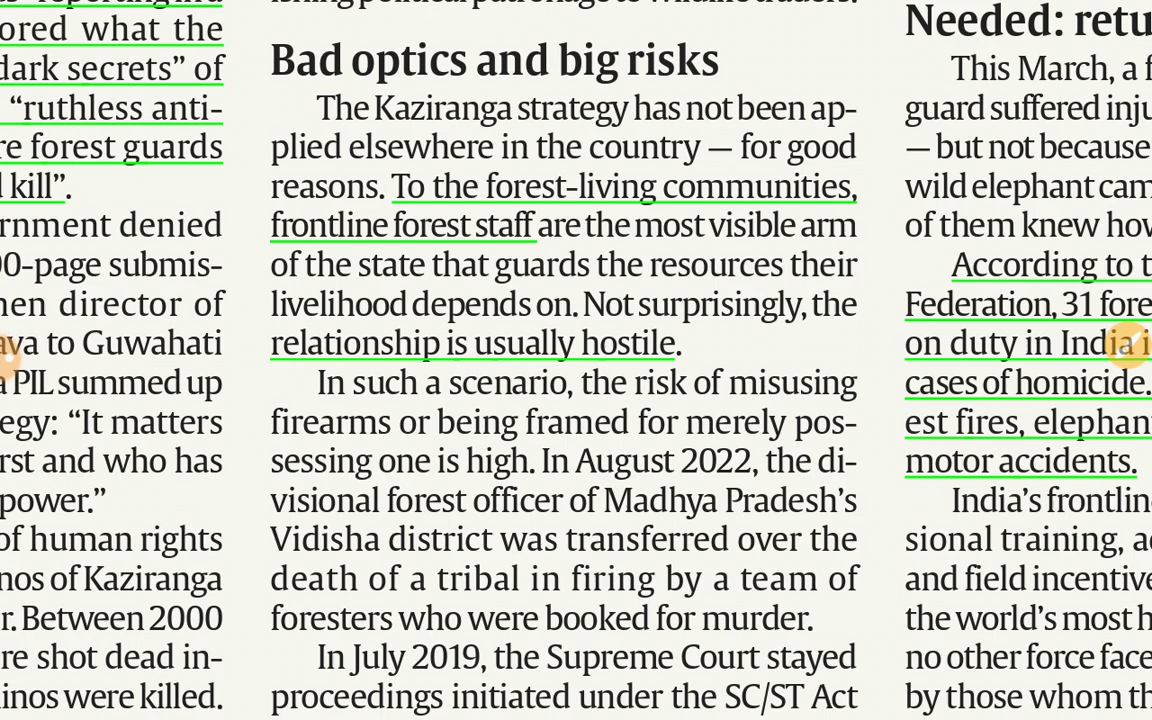 reporting
ored what the
dark secrets” of
“ruthless anti-
re forest guards
kill”.
rnment denied
0-page submis-
hen director of
aya to Guwahati
a PIL summed up
egy: “It matters
rst and who has
power.”
of human rights
nos of Kaziranga
r. Between 2000
re shot dead in-
inos were killed.
ishing political patronage to wildlife traders.
Bad optics and big risks
The Kaziranga strategy has not been ap-
plied elsewhere in the country — for good
reasons. To the forest-living communities,
frontline forest staff are the most visible arm
of the state that guards the resources their
livelihood depends on. Not surprisingly, the
relationship is usually hostile.
In such a scenario, the risk of misusing
firearms or being framed for merely pos-
sessing one is high. In August 2022, the di-
visional forest officer of Madhya Pradesh’s
Vidisha district was transferred over the
death of a tribal in firing by a team of
foresters who were booked for murder.
In July 2019, the Supreme Court stayed
proceedings initiated under the SC/ST Act
Needed: retu
This March, a f
guard suffered inju
— but not because
wild elephant cam
of them knew how
According to t
Federation, 31 fore
on duty in India i
cases of homicide.
est fires, elephant
motor accidents.
India’s frontlin
sional training, ad
and field incentive
the world’s most h
no other force face
by those whom th